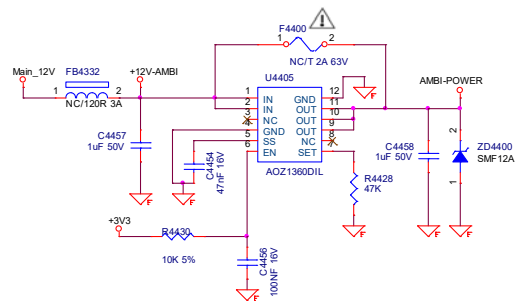 F4400
1 2
NC/T 2A 63V
Main_12V
FB4332
+12V-AMBI
1 2
NC/120R 3A
U4405
AMBI-POWER
1 IN GND 12
2 IN OUT 11
3 NC OUT 10
4 GND OUT 9
5 SS NC 8
6 EN SET 7
AOZ1360DIL
C4457
1uF 50V
C4454
47nF 16V
C4458
1uF 50V
2
1
ZD4400
SMF12A
R4428
47K
+3V3
R4430
10K 5%
C4456
100NF 16V